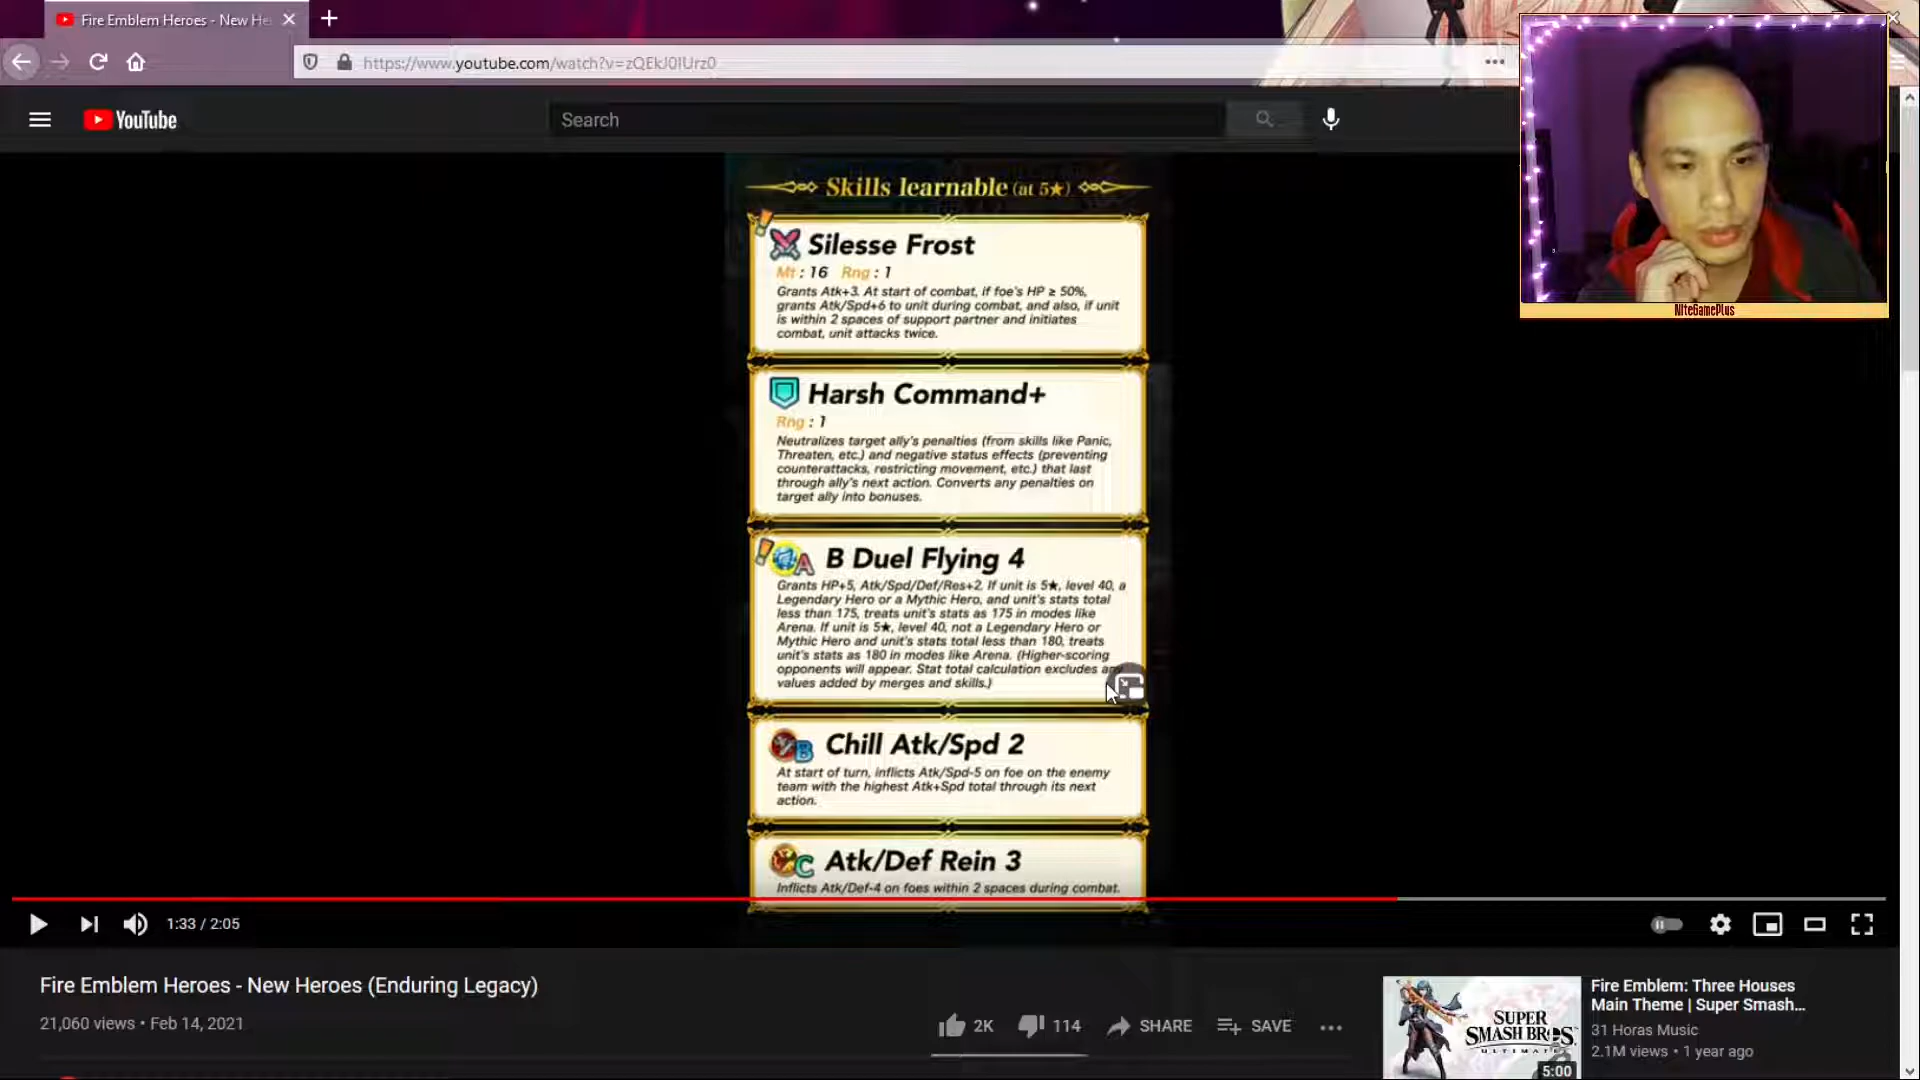 Fire Emblem Heroes - New He
https://www.youtube.com/watch?v=zQEkJ0IUrz0
YouTube
Search
NiteGamePlus
Skills learnable (at 5★)
Silesse Frost
Mt : 16 Rng : 1
Grants Atk+3. At start of combat, if foe's HP ≥ 50%,
grants Atk/Spd+6 to unit during combat, and also, if unit
is within 2 spaces of support partner and initiates
combat, unit attacks twice.
Harsh Command+
Rng : 1
Neutralizes target ally's penalties (from skills like Panic,
Threaten, etc.) and negative status effects (preventing
counterattacks, restricting movement, etc.) that last
through ally's next action. Converts any penalties on
target ally into bonuses.
A B Duel Flying 4
Grants HP+5, Atk/Spd/Def/Res+2. If unit is 5★, level 40, a
Legendary Hero or a Mythic Hero, and unit's stats total
less than 175, treats unit's stats as 175 in modes like
Arena. If unit is 5★, level 40, not a Legendary Hero or
Mythic Hero and unit's stats total less than 180, treats
unit's stats as 180 in modes like Arena. (Higher-scoring
opponents will appear. Stat total calculation excludes any
values added by merges and skills.)
B Chill Atk/Spd 2
At start of turn, inflicts Atk/Spd-5 on foe on the enemy
team with the highest Atk+Spd total through its next
action.
C Atk/Def Rein 3
Inflicts Atk/Def-4 on foes within 2 spaces during combat.
1:33 / 2:05
Fire Emblem Heroes - New Heroes (Enduring Legacy)
21,060 views • Feb 14, 2021
2K
114
SHARE
SAVE
SUPER
SMASH BROS.
ULTIMATE
5:00
Fire Emblem: Three Houses
Main Theme | Super Smash...
31 Horas Music
2.1M views • 1 year ago